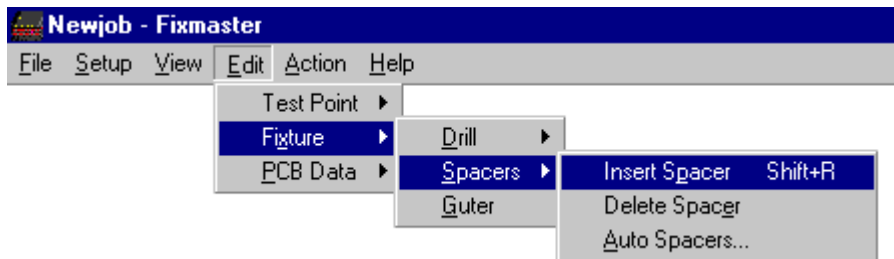 Newjob - Fixmaster
File Setup View Edit Action Help
Test Point
Fixture
PCB Data
Drill
Spacers
Guter
Insert Spacer Shift+R
Delete Spacer
Auto Spacers...